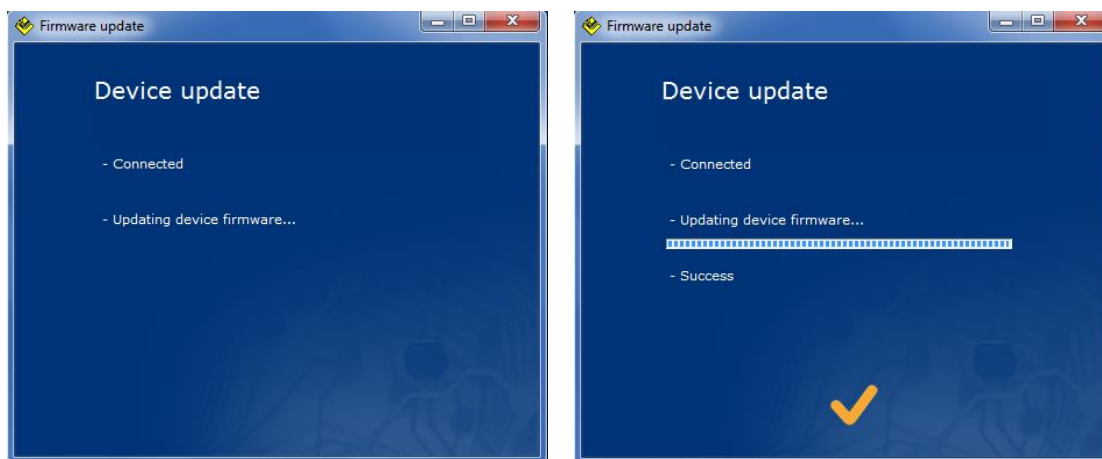 Firmware update
Device update
- Connected
- Updating device firmware...
Firmware update
Device update
- Connected
- Updating device firmware...
- Success